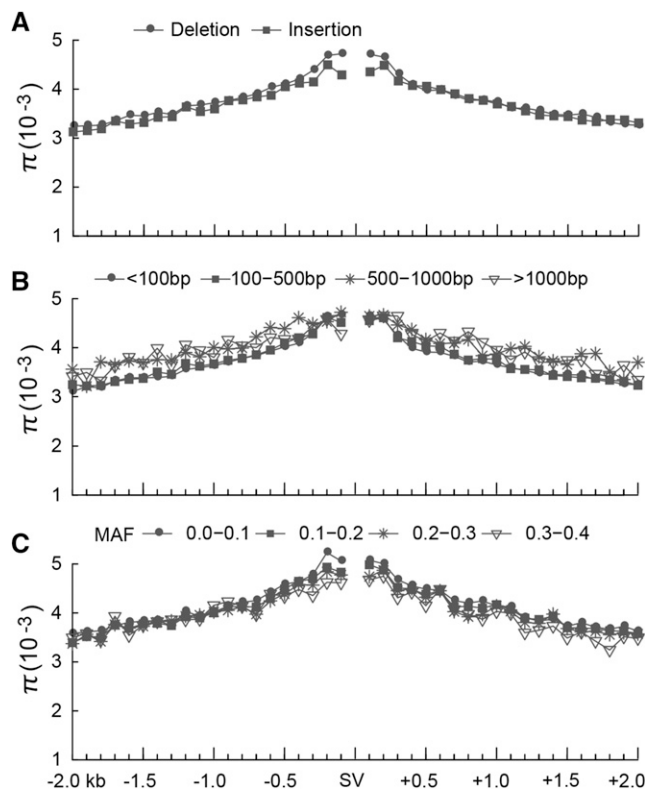 A
Deletion Insertion
5
4
3
2
1
π(10⁻³)
B
<100bp 100−500bp 500−1000bp >1000bp
5
4
3
2
1
π(10⁻³)
C
MAF 0.0−0.1 0.1−0.2 0.2−0.3 0.3−0.4
5
4
3
2
1
π(10⁻³)
-2.0 kb -1.5 -1.0 -0.5 SV +0.5 +1.0 +1.5 +2.0